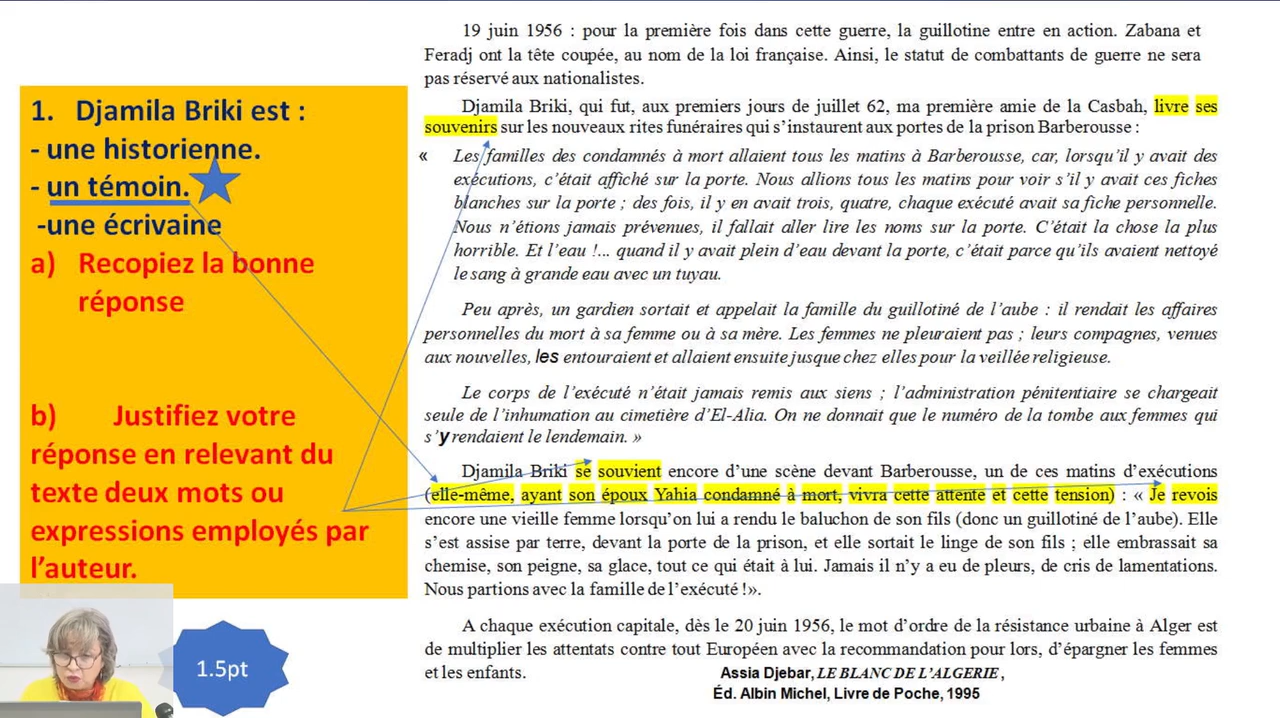 1. Djamila Briki est :
- une historienne.
- un témoin.
-une écrivaine
a) Recopiez la bonne
réponse
b) Justifiez votre
réponse en relevant du
texte deux mots ou
expressions employés par
l'auteur.
1.5pt
19 juin 1956 : pour la première fois dans cette guerre, la guillotine entre en action. Zabana et
Feradj ont la tête coupée, au nom de la loi française. Ainsi, le statut de combattants de guerre ne sera
pas réservé aux nationalistes.
Djamila Briki, qui fut, aux premiers jours de juillet 62, ma première amie de la Casbah, livre ses
souvenirs sur les nouveaux rites funéraires qui s'instaurent aux portes de la prison Barberousse :
« Les familles des condamnés à mort allaient tous les matins à Barberousse, car, lorsqu'il y avait des
exécutions, c'était affiché sur la porte. Nous allions tous les matins pour voir s'il y avait ces fiches
blanches sur la porte ; des fois, il y en avait trois, quatre, chaque exécuté avait sa fiche personnelle.
Nous n'étions jamais prévenues, il fallait aller lire les noms sur la porte. C'était la chose la plus
horrible. Et l'eau !... quand il y avait plein d'eau devant la porte, c'était parce qu'ils avaient nettoyé
le sang à grande eau avec un tuyau.
Peu après, un gardien sortait et appelait la famille du guillotiné de l'aube : il rendait les affaires
personnelles du mort à sa femme ou à sa mère. Les femmes ne pleuraient pas ; leurs compagnes, venues
aux nouvelles, les entouraient et allaient ensuite jusque chez elles pour la veillée religieuse.
Le corps de l'exécuté n'était jamais remis aux siens ; l'administration pénitentiaire se chargeait
seule de l'inhumation au cimetière d'El-Alia. On ne donnait que le numéro de la tombe aux femmes qui
s'y rendaient le lendemain. »
Djamila Briki se souvient encore d'une scène devant Barberousse, un de ces matins d'exécutions
(elle-même, ayant son époux Yahia condamné à mort, vivra cette attente et cette tension) : « Je revois
encore une vieille femme lorsqu'on lui a rendu le baluchon de son fils (donc un guillotiné de l'aube). Elle
s'est assise par terre, devant la porte de la prison, et elle sortait le linge de son fils ; elle embrassait sa
chemise, son peigne, sa glace, tout ce qui était à lui. Jamais il n'y a eu de pleurs, de cris de lamentations.
Nous partions avec la famille de l'exécuté !».
A chaque exécution capitale, dès le 20 juin 1956, le mot d'ordre de la résistance urbaine à Alger est
de multiplier les attentats contre tout Européen avec la recommandation pour lors, d'épargner les femmes
et les enfants.
Assia Djebar, LE BLANC DE L'ALGERIE,
Éd. Albin Michel, Livre de Poche, 1995